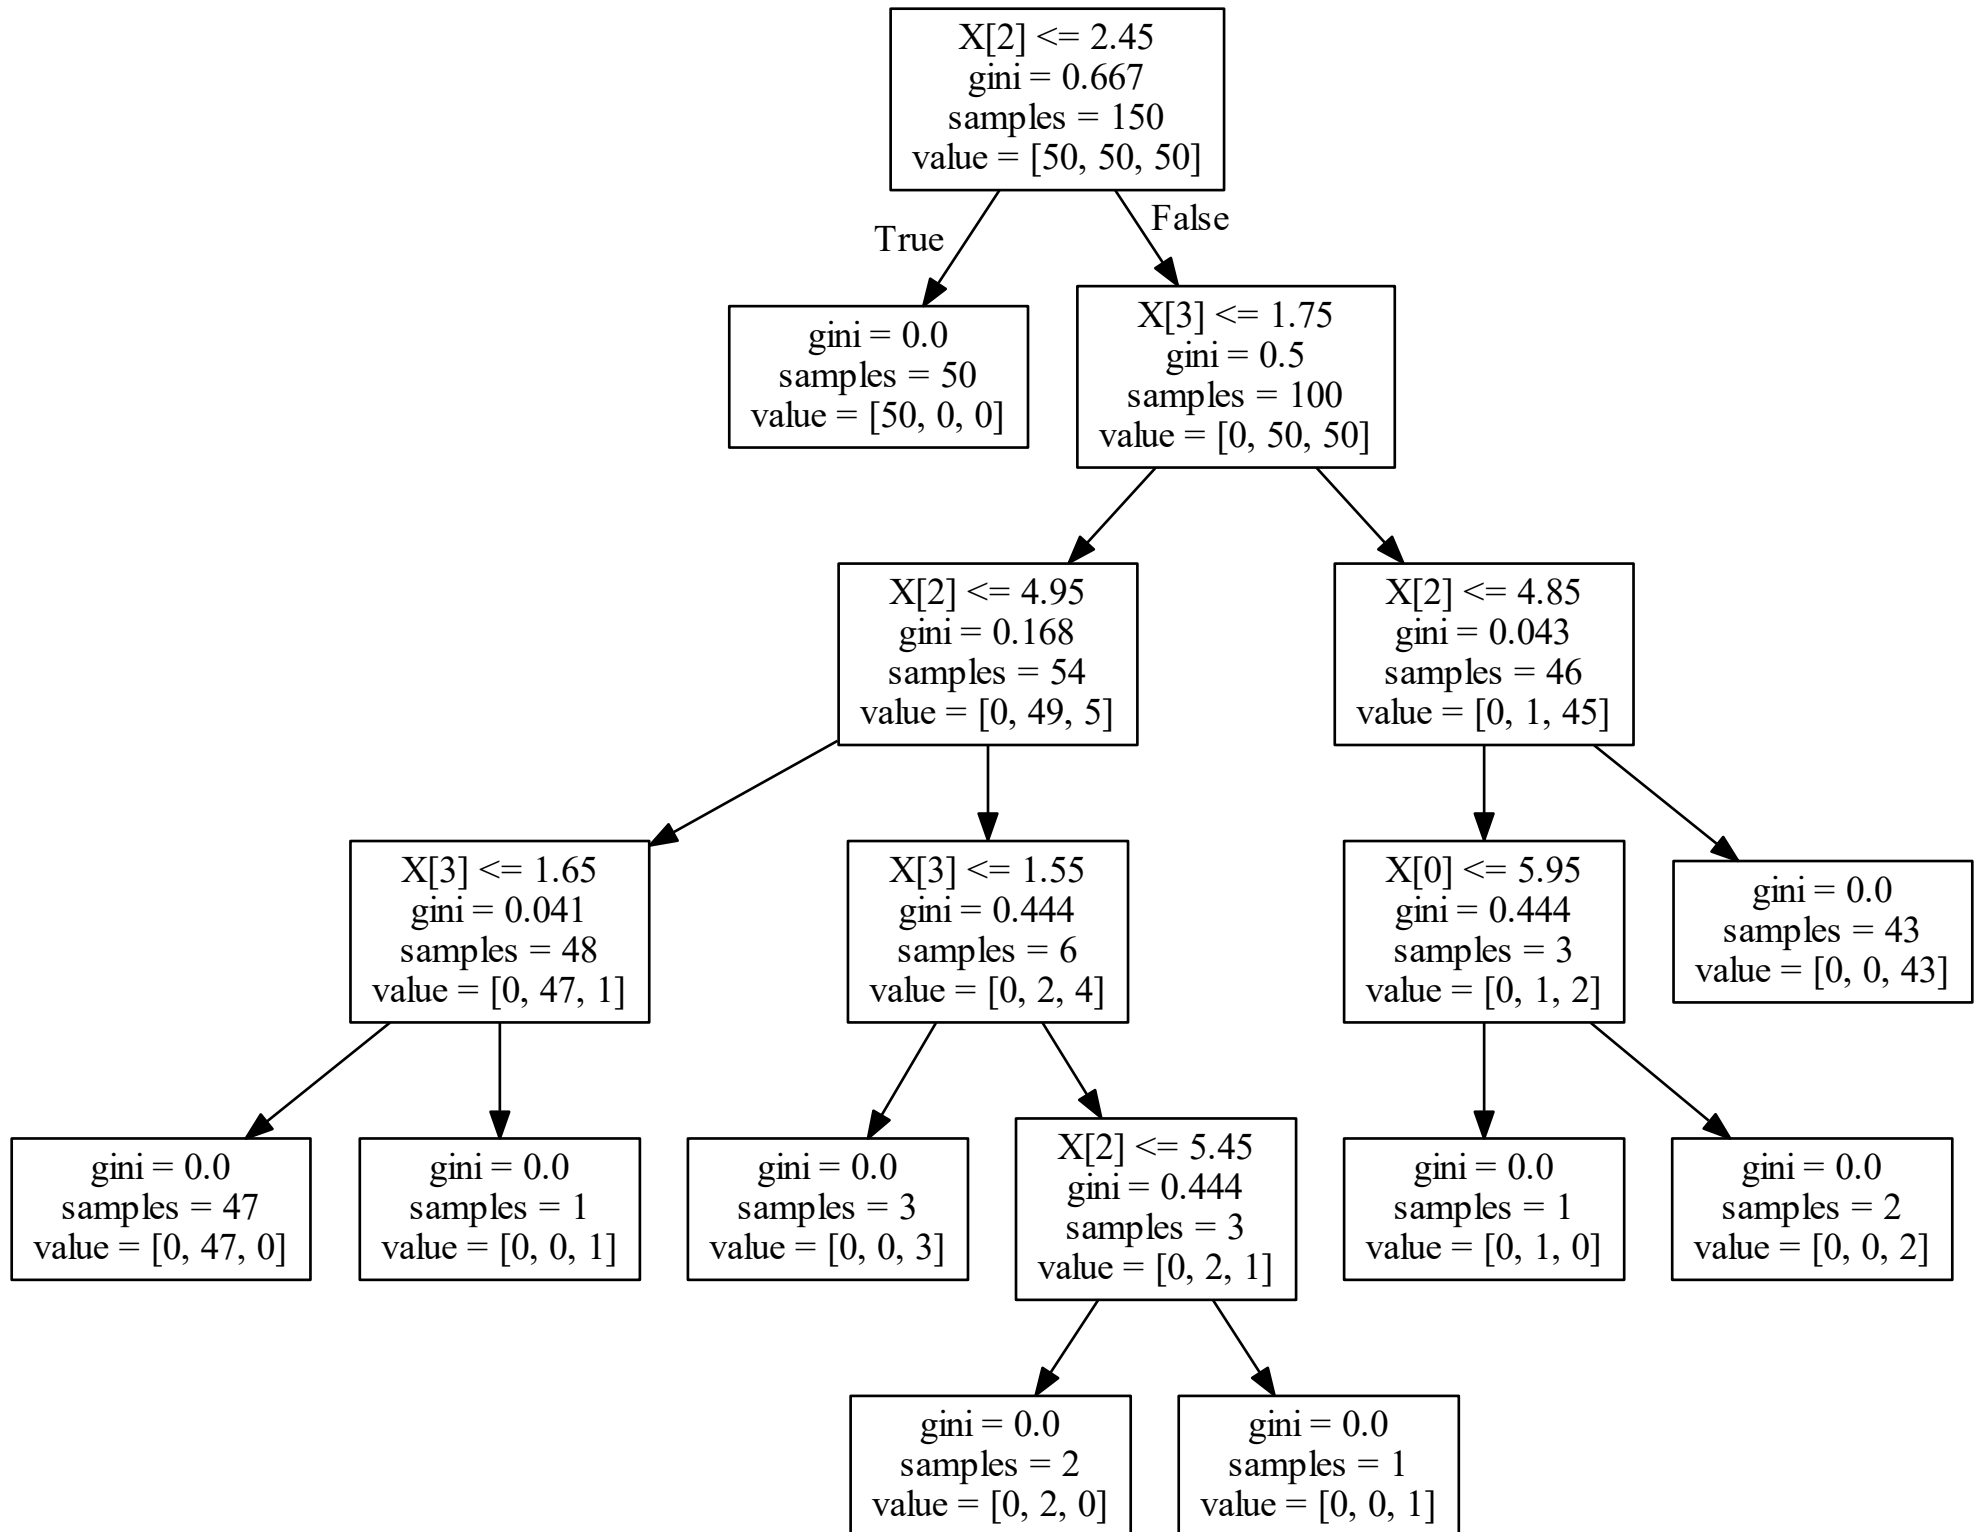 X[2] <= 2.45
gini = 0.667
samples = 150
value = [50, 50, 50]
True
False
gini = 0.0
samples = 50
value = [50, 0, 0]
X[3] <= 1.75
gini = 0.5
samples = 100
value = [0, 50, 50]
X[2] <= 4.95
gini = 0.168
samples = 54
value = [0, 49, 5]
X[2] <= 4.85
gini = 0.043
samples = 46
value = [0, 1, 45]
X[3] <= 1.65
gini = 0.041
samples = 48
value = [0, 47, 1]
X[3] <= 1.55
gini = 0.444
samples = 6
value = [0, 2, 4]
X[0] <= 5.95
gini = 0.444
samples = 3
value = [0, 1, 2]
gini = 0.0
samples = 43
value = [0, 0, 43]
gini = 0.0
samples = 47
value = [0, 47, 0]
gini = 0.0
samples = 1
value = [0, 0, 1]
gini = 0.0
samples = 3
value = [0, 0, 3]
X[2] <= 5.45
gini = 0.444
samples = 3
value = [0, 2, 1]
gini = 0.0
samples = 1
value = [0, 1, 0]
gini = 0.0
samples = 2
value = [0, 0, 2]
gini = 0.0
samples = 2
value = [0, 2, 0]
gini = 0.0
samples = 1
value = [0, 0, 1]